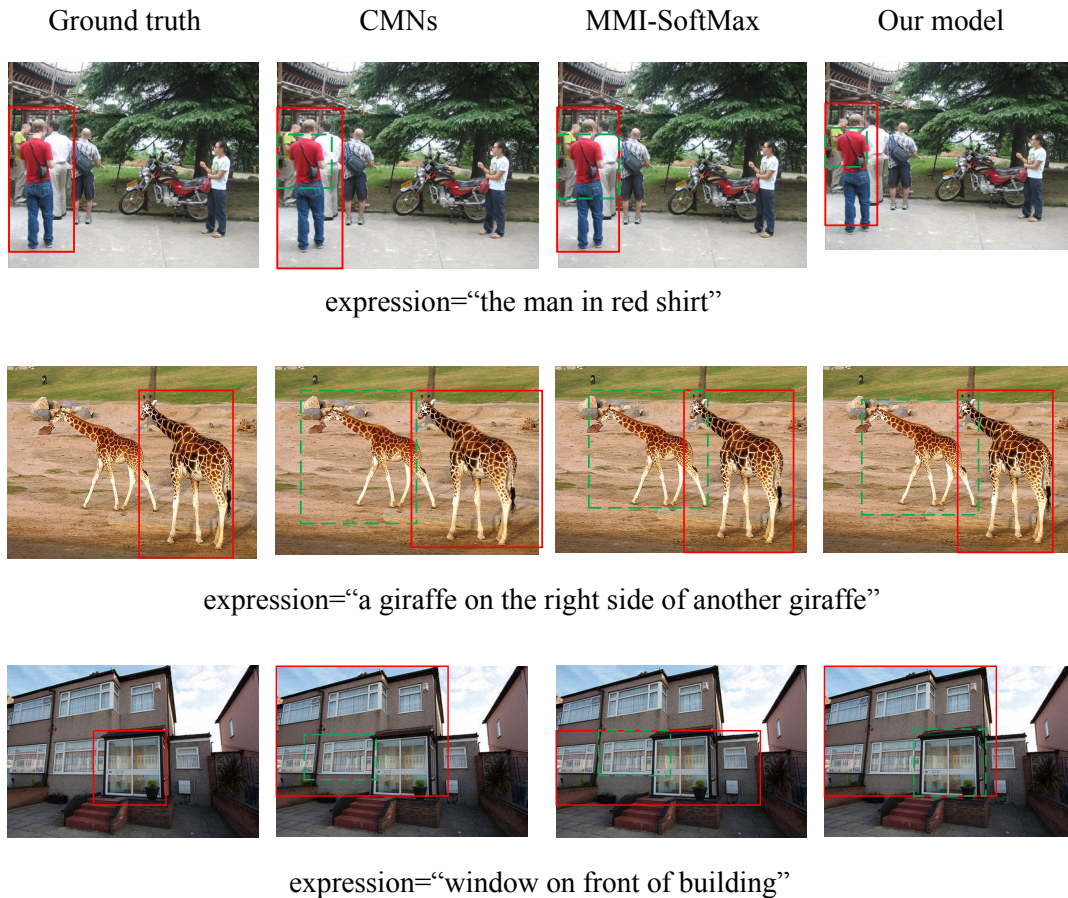 Ground truth CMNs MMI-SoftMax Our model
expression=“the man in red shirt”
expression=“a giraffe on the right side of another giraffe”
expression=“window on front of building”